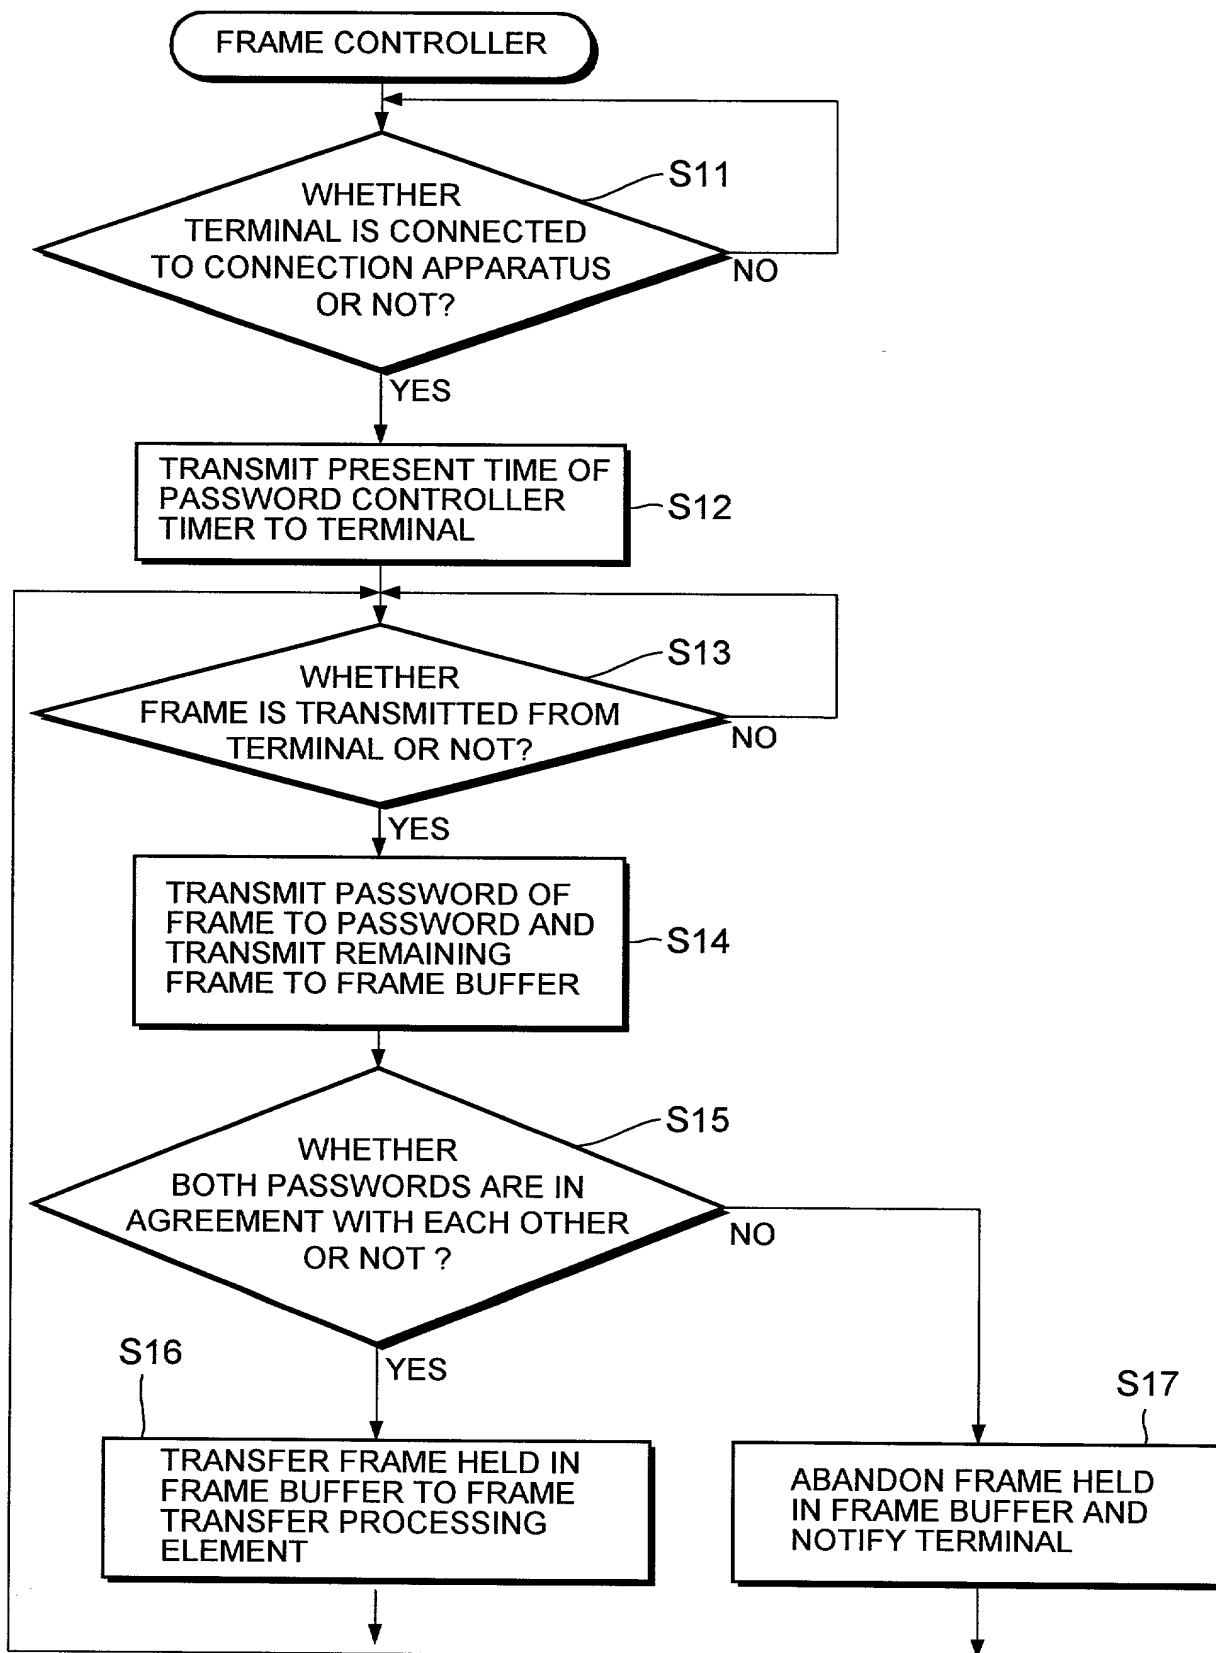 FRAME CONTROLLER
S11
WHETHER
TERMINAL IS CONNECTED
TO CONNECTION APPARATUS
OR NOT?
NO
YES
TRANSMIT PRESENT TIME OF
PASSWORD CONTROLLER
TIMER TO TERMINAL
S12
S13
WHETHER
FRAME IS TRANSMITTED FROM
TERMINAL OR NOT?
NO
YES
TRANSMIT PASSWORD OF
FRAME TO PASSWORD AND
TRANSMIT REMAINING
FRAME TO FRAME BUFFER
S14
S15
WHETHER
BOTH PASSWORDS ARE IN
AGREEMENT WITH EACH OTHER
OR NOT ?
NO
YES
S16
TRANSFER FRAME HELD IN
FRAME BUFFER TO FRAME
TRANSFER PROCESSING
ELEMENT
S17
ABANDON FRAME HELD
IN FRAME BUFFER AND
NOTIFY TERMINAL